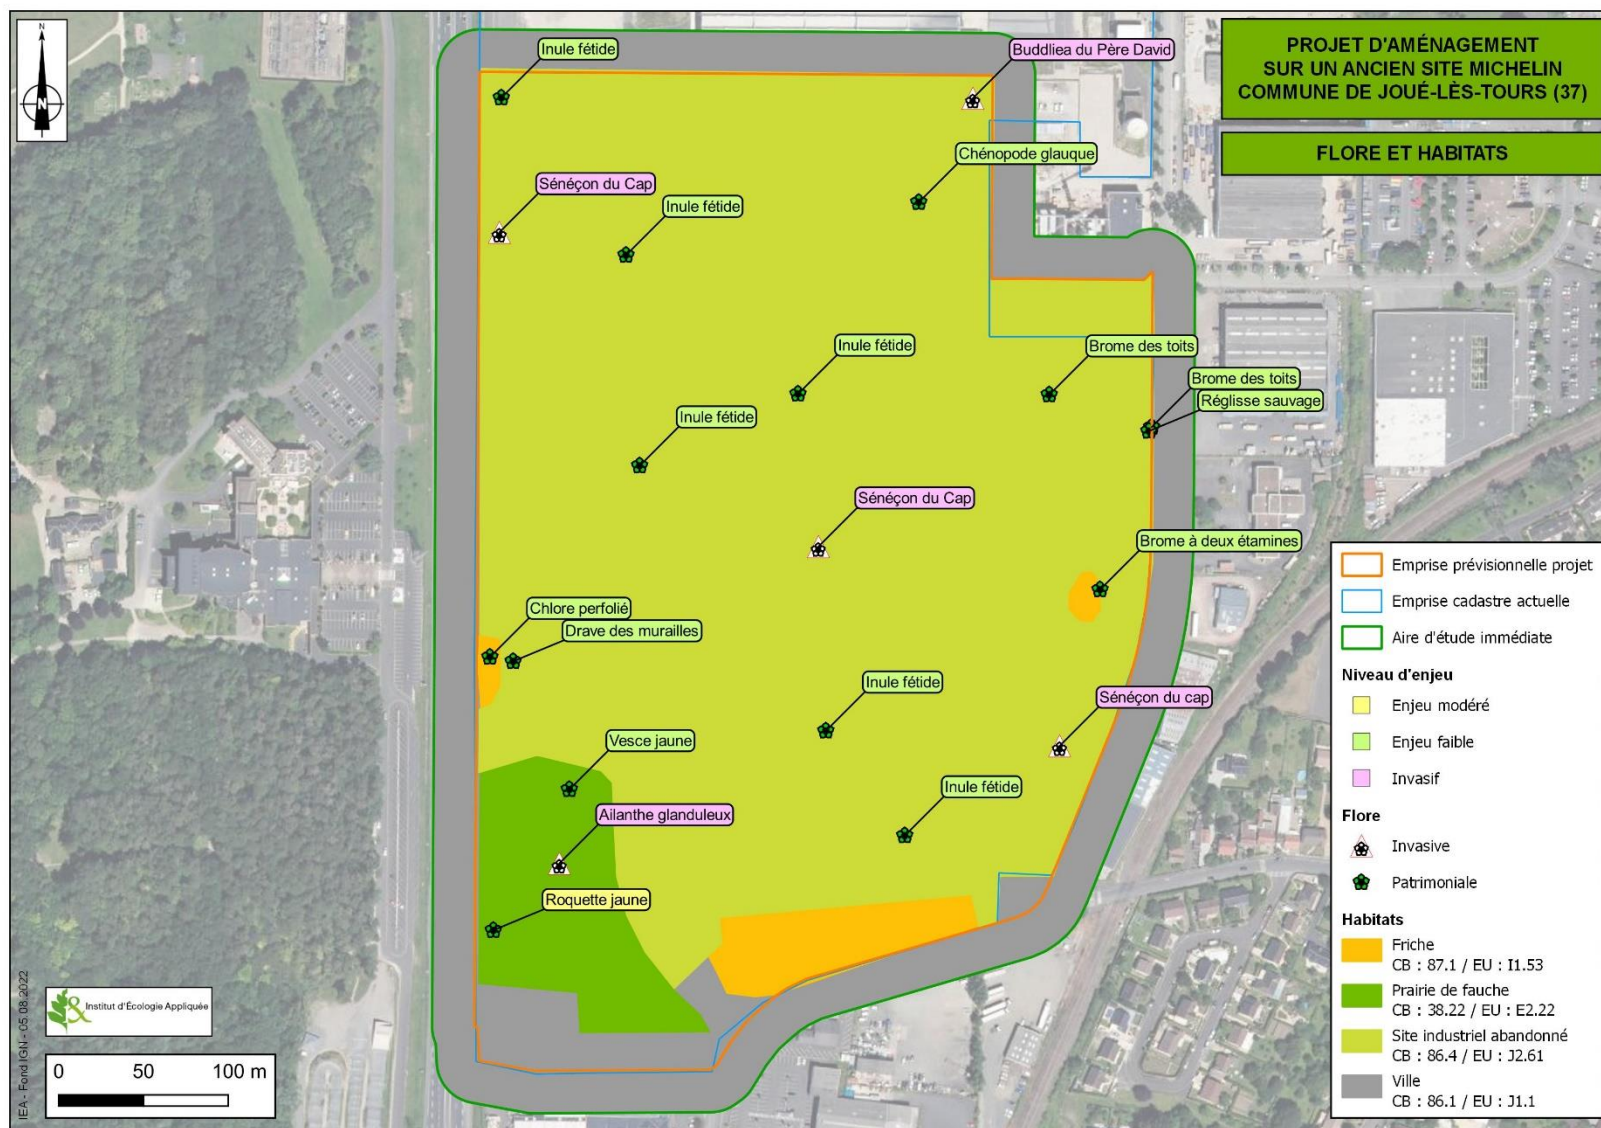 N
N
PROJET D'AMÉNAGEMENT
SUR UN ANCIEN SITE MICHELIN
COMMUNE DE JOUÉ-LÈS-TOURS (37)
FLORE ET HABITATS
Inule fétide
Buddliea du Père David
Chénopode glauque
Sénéçon du Cap
Inule fétide
Inule fétide
Brome des toits
Brome des toits
Réglisse sauvage
Inule fétide
Sénéçon du Cap
Brome à deux étamines
Chlore perfolié
Drave des murailles
Inule fétide
Sénéçon du cap
Vesce jaune
Inule fétide
Ailanthe glanduleux
Roquette jaune
Emprise prévisionnelle projet
Emprise cadastre actuelle
Aire d'étude immédiate
Niveau d'enjeu
Enjeu modéré
Enjeu faible
Invasif
Flore
Invasive
Patrimoniale
Habitats
Friche
CB : 87.1 / EU : I1.53
Prairie de fauche
CB : 38.22 / EU : E2.22
Site industriel abandonné
CB : 86.4 / EU : J2.61
Ville
CB : 86.1 / EU : J1.1
IEA - Fond IGN - 05.08.2022
& Institut d'Écologie Appliquée
0 50 100 m